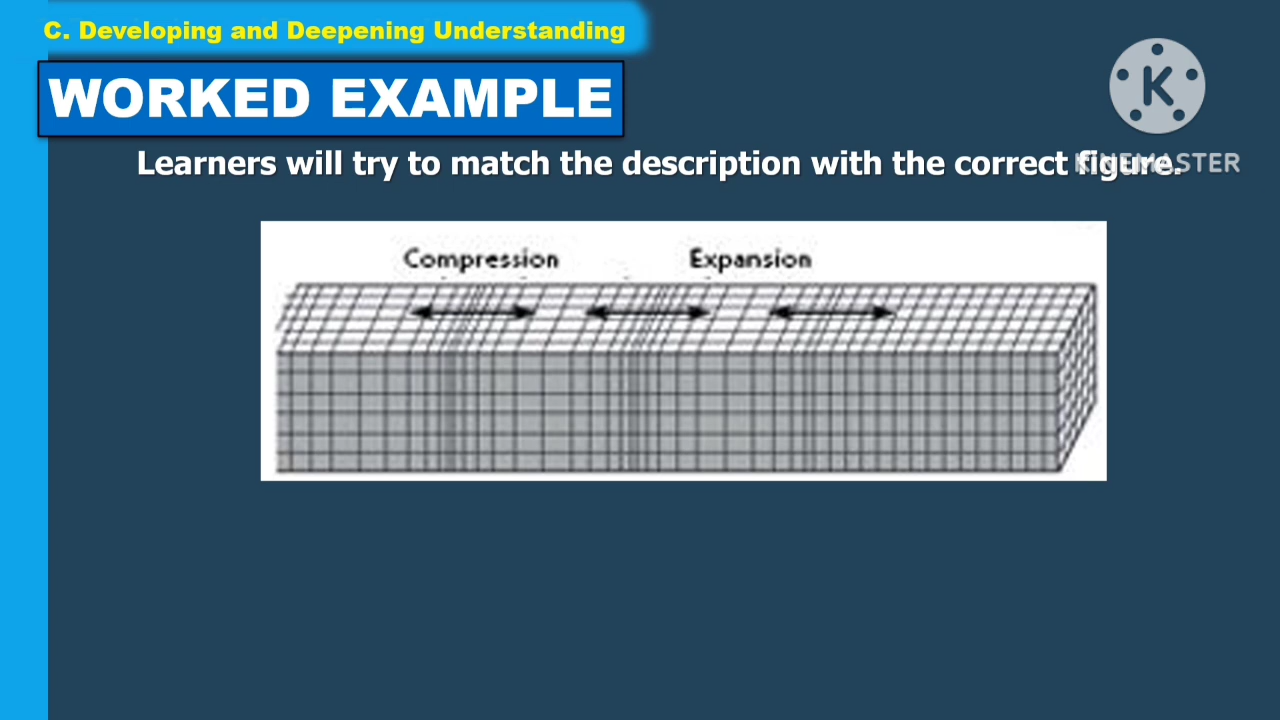 C. Developing and Deepening Understanding
WORKED EXAMPLE
K
Learners will try to match the description with the correct figure.
KINEMASTER
Compression Expansion